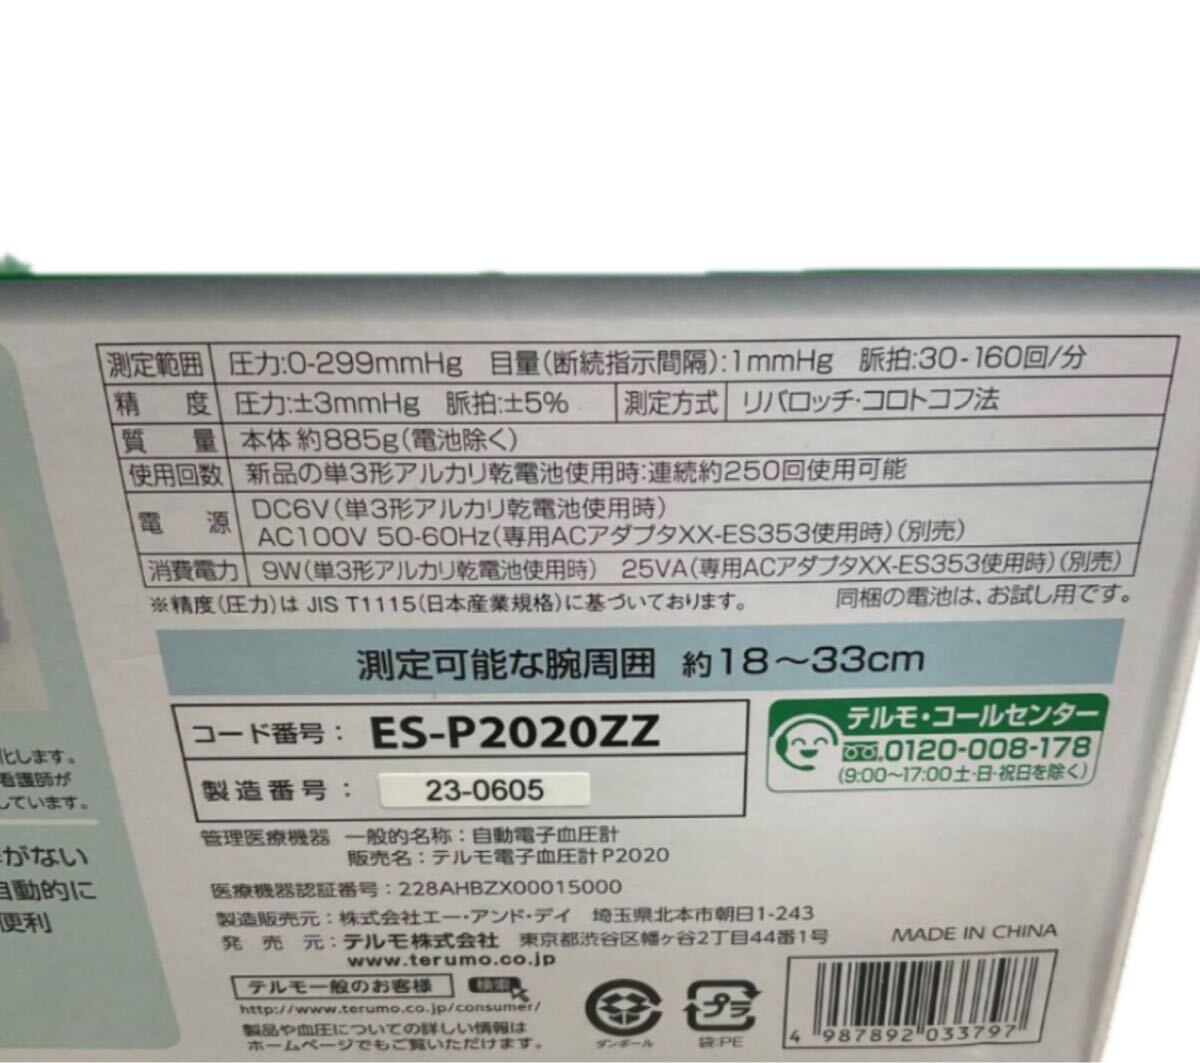 測定範囲 圧力:0-299mmHg 目量(断続指示間隔):1mmHg 脈拍:30-160回/分
精度 圧力:±3mmHg 脈拍:±5% 測定方式 リバロッチ・コロトコフ法
質量 本体 約885g(電池除く)
使用回数 新品の単3形アルカリ乾電池使用時:連続約250回使用可能
電源 DC6V(単3形アルカリ乾電池使用時)
AC100V 50-60Hz(専用ACアダプタXX-ES353使用時)(別売)
消費電力 9W(単3形アルカリ乾電池使用時) 25VA(専用ACアダプタXX-ES353使用時)(別売)
※精度(圧力)は JIS T1115(日本産業規格)に基づいております。 同梱の電池は、お試し用です。
測定可能な腕周囲 約18~33cm
コード番号: ES-P2020ZZ
製造番号: 23-0605
テルモ・コールセンター
0120-008-178
(9:00~17:00 土・日・祝日を除く)
化します。
看護師が
しています。
がない
自動的に
便利
管理医療機器 一般的名称:自動電子血圧計
販売名:テルモ電子血圧計P2020
医療機器認証番号:228AHBZX00015000
製造販売元:株式会社エー・アンド・デイ 埼玉県北本市朝日1-243
発売元:テルモ株式会社 東京都渋谷区幡ヶ谷2丁目44番1号
www.terumo.co.jp
MADE IN CHINA
テルモ一般のお客様 検索
http://www.terumo.co.jp/consumer/
製品や血圧についての詳しい情報は
ホームページでもご覧いただけます。
ダンボール
プラ
袋:PE
4 987892 033797